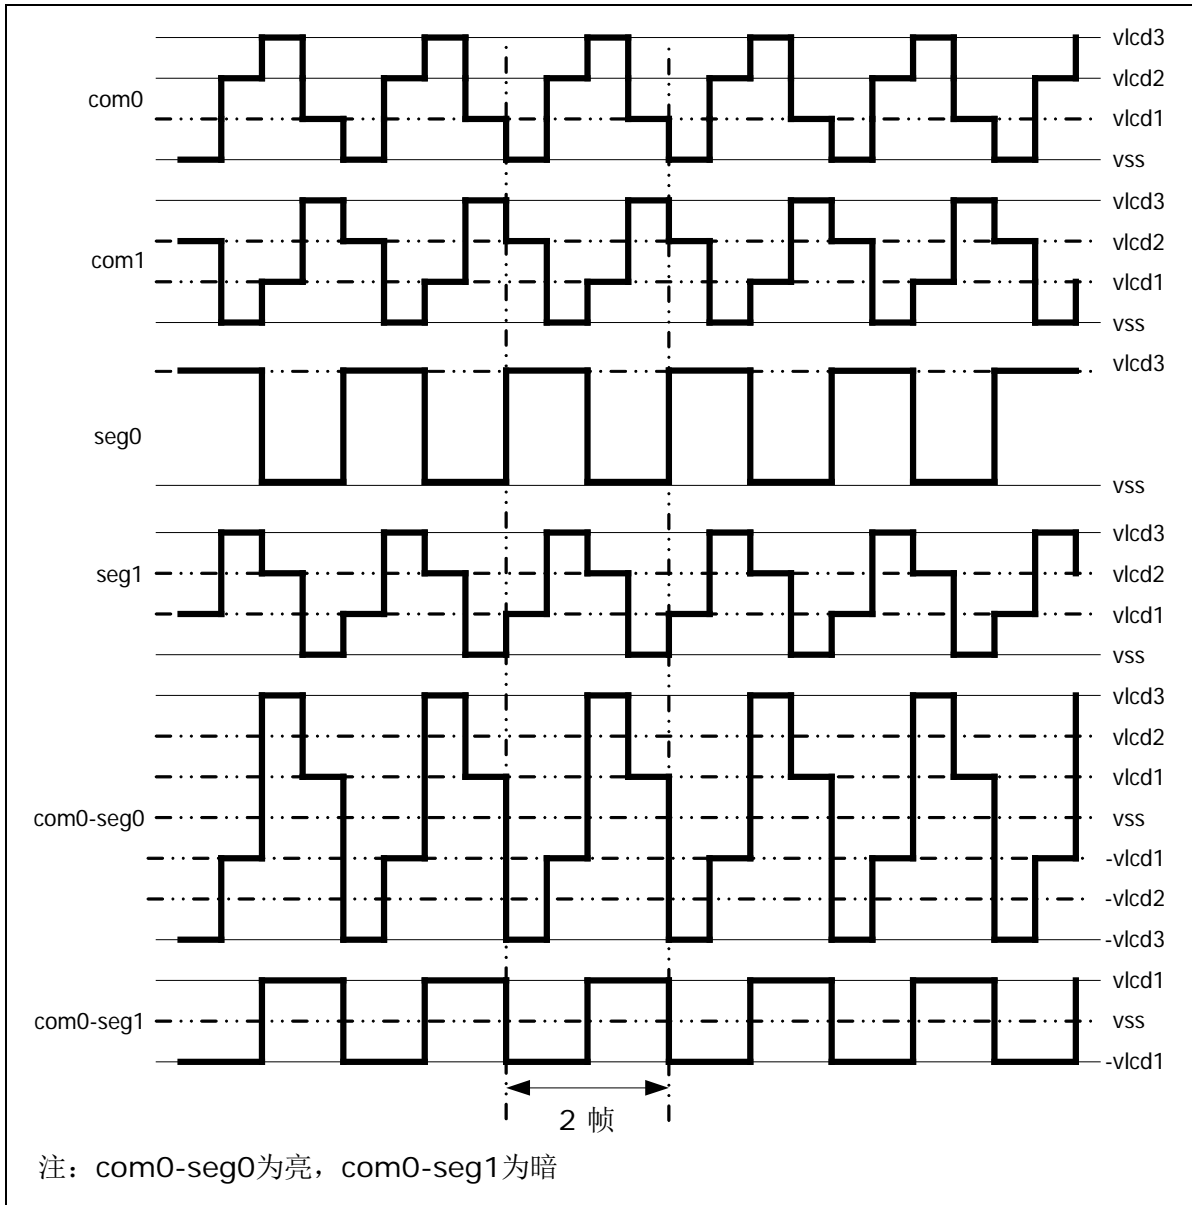 vlcd3
vlcd2
com0
vlcd1
vss
vlcd3
vlcd2
com1
vlcd1
vss
vlcd3
seg0
vss
vlcd3
seg1
vlcd2
vlcd1
vss
vlcd3
vlcd2
vlcd1
com0-seg0
vss
-vlcd1
-vlcd2
-vlcd3
vlcd1
com0-seg1
vss
-vlcd1
2 帧
注：com0-seg0为亮，com0-seg1为暗